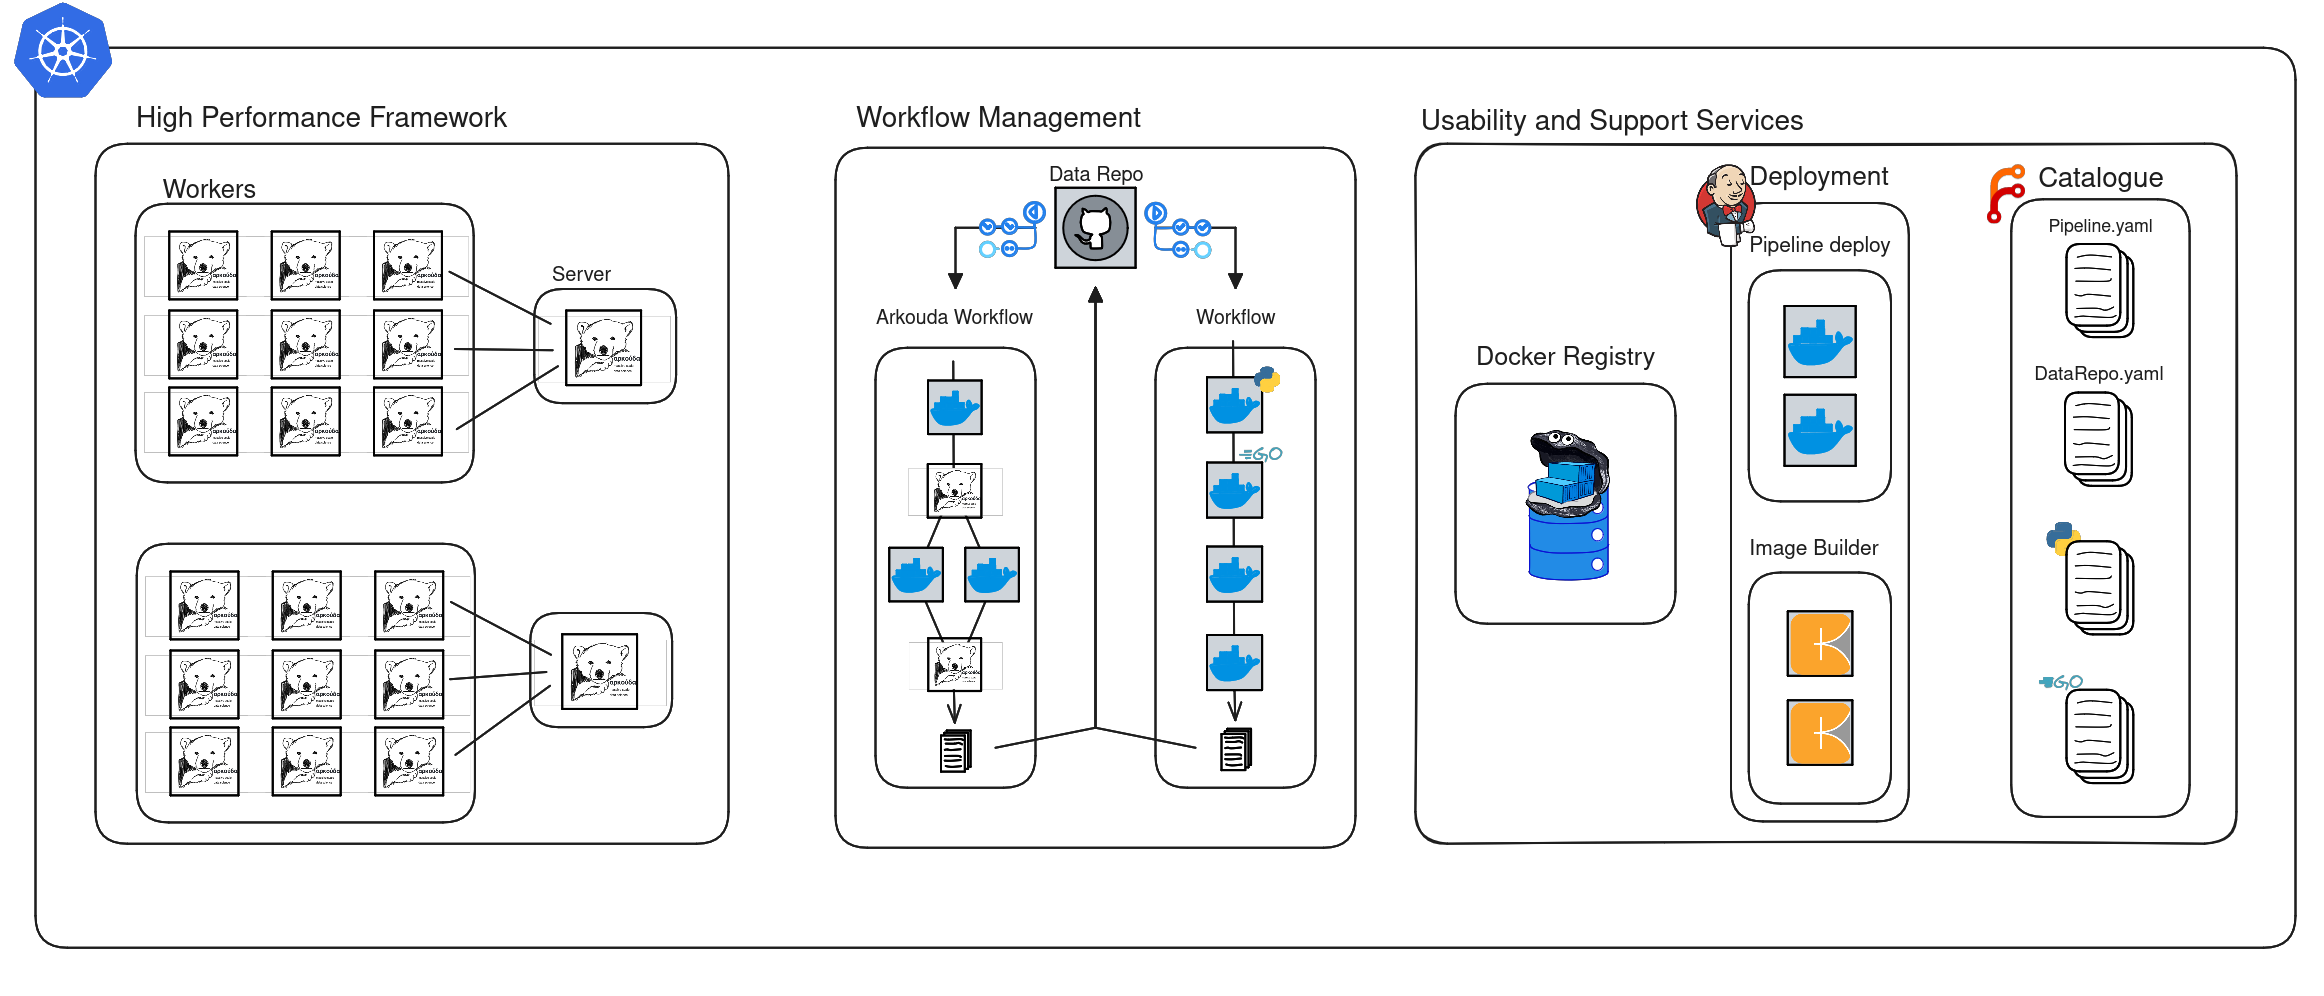 High Performance Framework
Workers
Server
αρκούδα
Workflow Management
Data Repo
Arkouda Workflow
Workflow
GO
Usability and Support Services
Docker Registry
Deployment
Pipeline deploy
Image Builder
Catalogue
Pipeline.yaml
DataRepo.yaml
GO